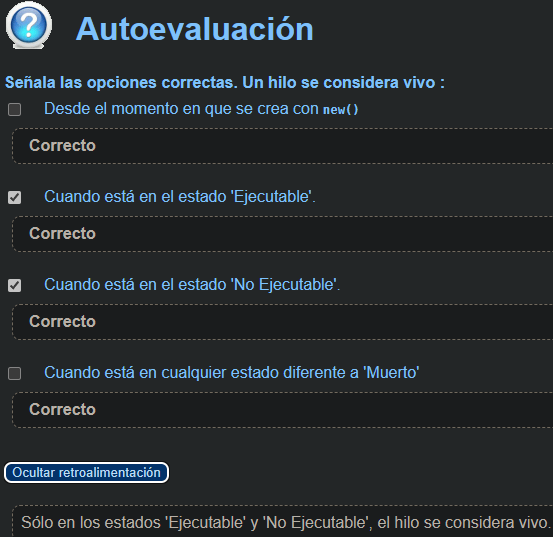 Autoevaluación
Señala las opciones correctas. Un hilo se considera vivo :
Desde el momento en que se crea con new()
Correcto
Cuando está en el estado 'Ejecutable'.
Correcto
Cuando está en el estado 'No Ejecutable'.
Correcto
Cuando está en cualquier estado diferente a 'Muerto'
Correcto
Ocultar retroalimentación
Sólo en los estados 'Ejecutable' y 'No Ejecutable', el hilo se considera vivo.